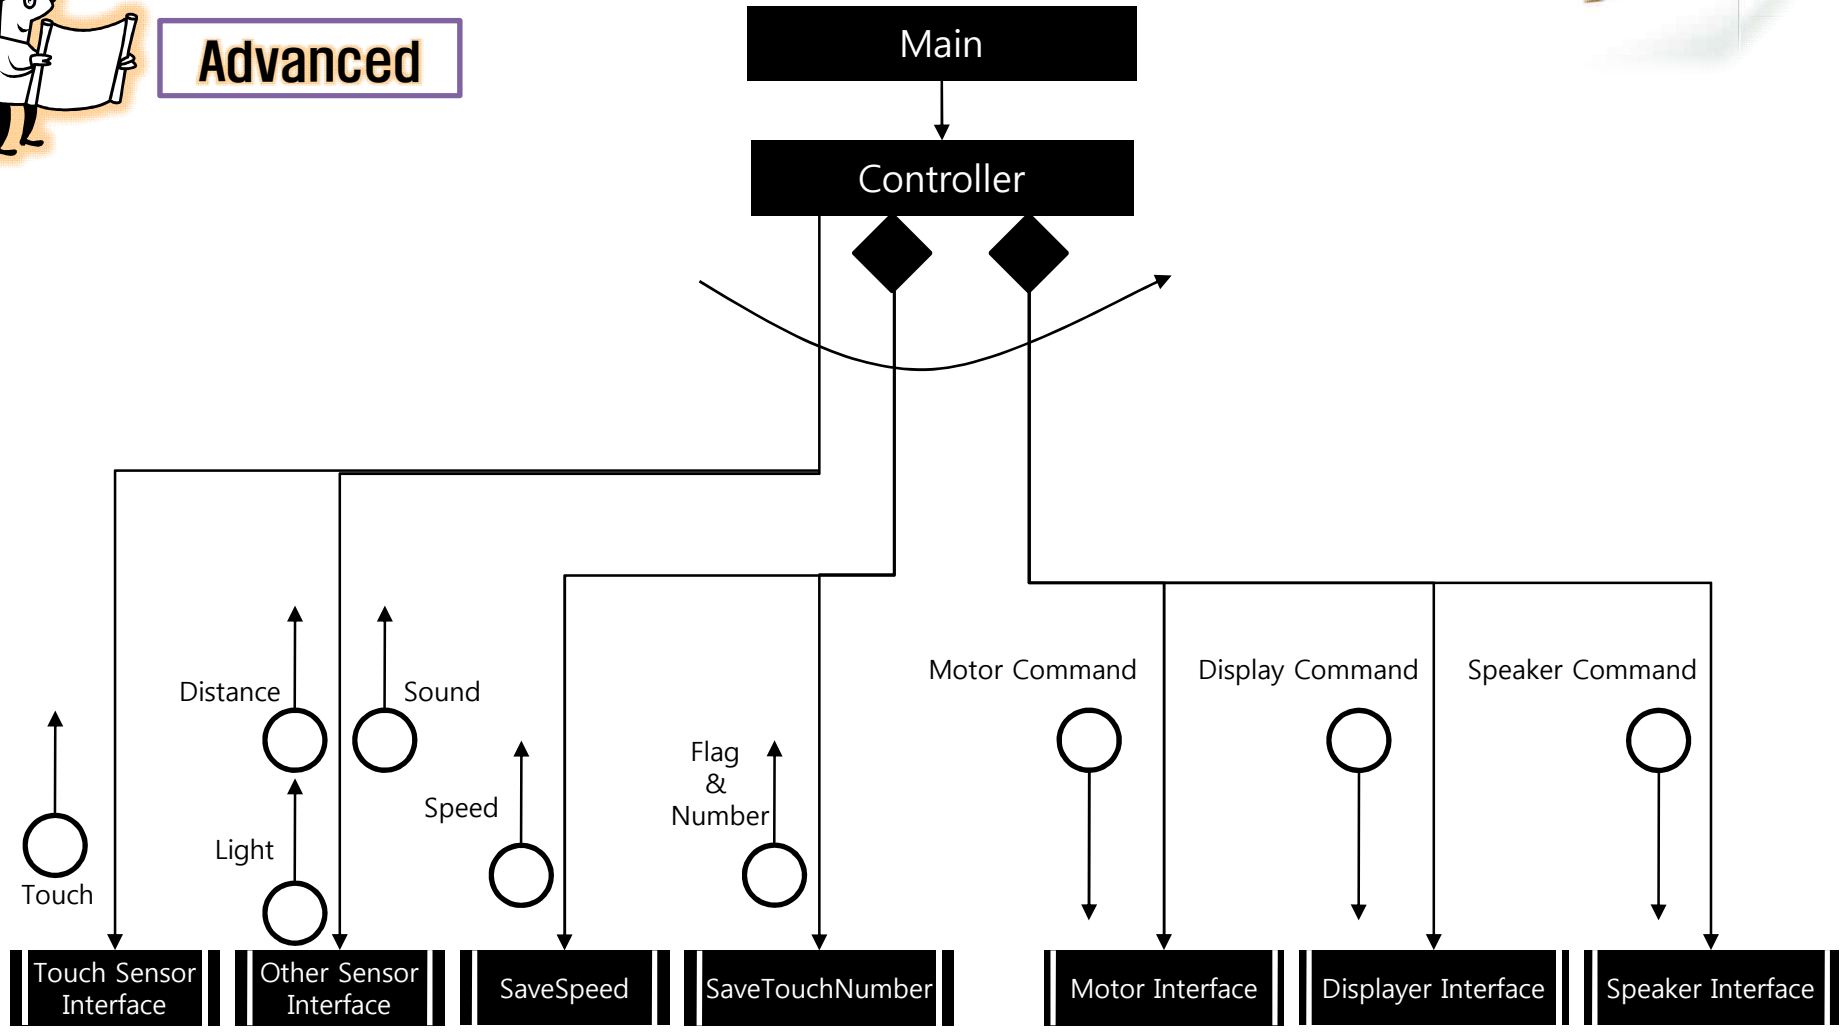 Advanced
Main
Controller
Motor Command
Display Command
Speaker Command
Distance
Sound
Flag
&
Number
Speed
Light
Touch
Touch Sensor
Interface
Other Sensor
Interface
SaveSpeed
SaveTouchNumber
Motor Interface
Displayer Interface
Speaker Interface